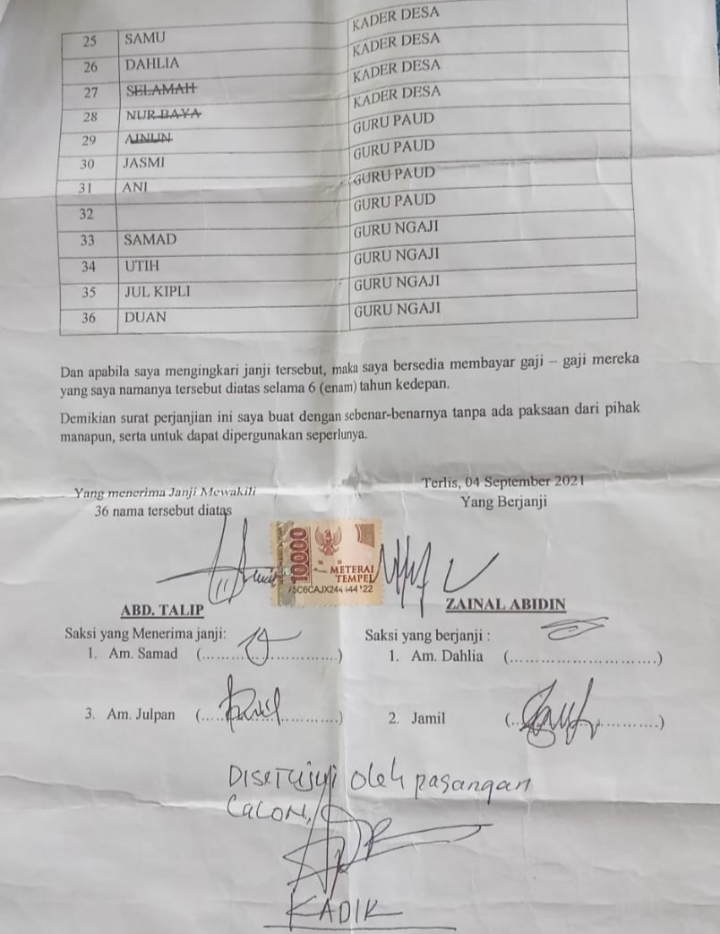 25 SAMU KADER DESA
26 DAHLIA KADER DESA
27 SELAMAH KADER DESA
28 NUR BAYA KADER DESA
29 AINUN GURU PAUD
30 JASMI GURU PAUD
31 ANI GURU PAUD
32 GURU PAUD
33 SAMAD GURU NGAJI
34 UTIH GURU NGAJI
35 JUL KIPLI GURU NGAJI
36 DUAN GURU NGAJI
Dan apabila saya mengingkari janji tersebut, maka saya bersedia membayar gaji – gaji mereka
yang saya namanya tersebut diatas selama 6 (enam) tahun kedepan.
Demikian surat perjanjian ini saya buat dengan sebenar-benarnya tanpa ada paksaan dari pihak
manapun, serta untuk dapat dipergunakan seperlunya.
Terlis, 04 September 2021
Yang menerima Janji Mewakili Yang Berjanji
36 nama tersebut diatas
10000
METERAI
TEMPEL
ABD. TALIP ZAINAL ABIDIN
Saksi yang Menerima janji: Saksi yang berjanji :
1. Am. Samad (..............................) 1. Am. Dahlia (..............................)
3. Am. Julpan (..............................) 2. Jamil (..............................)
Disetujui oleh pasangan
Calon,
KADIK